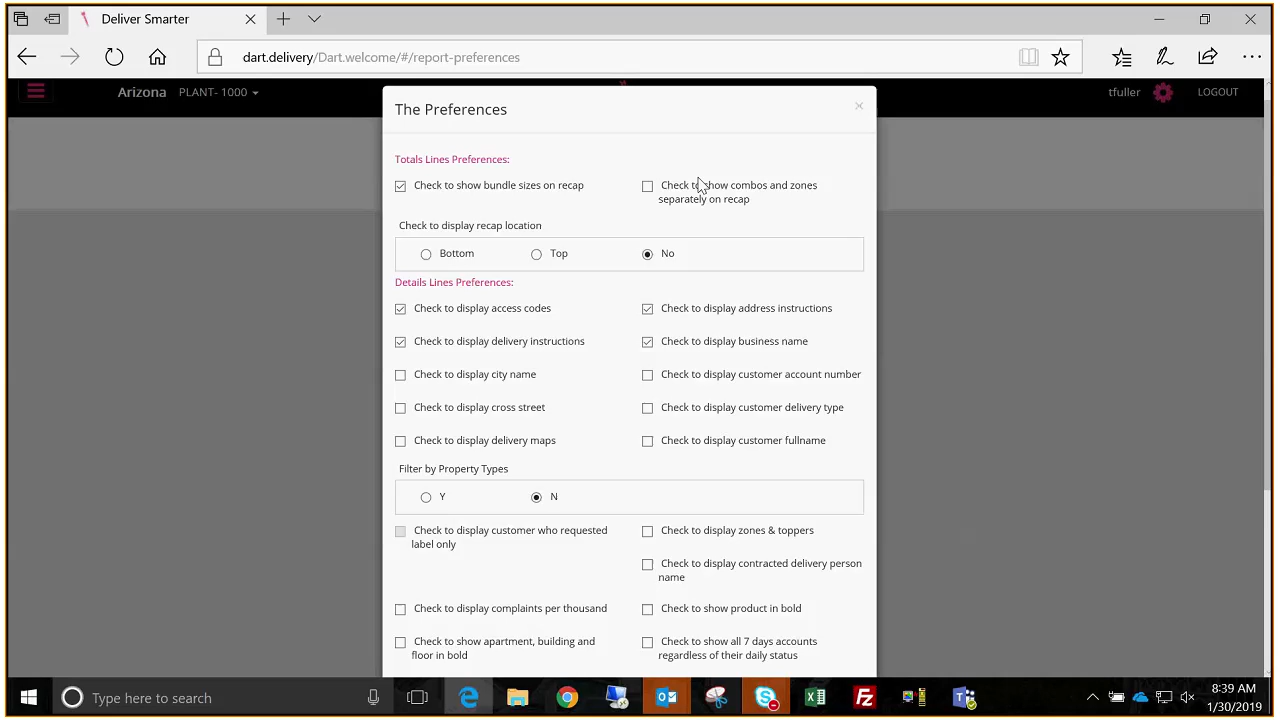 Deliver Smarter
dart.delivery/Dart.welcome/#/report-preferences
Arizona PLANT- 1000
tfuller LOGOUT
The Preferences
Totals Lines Preferences:
Check to show bundle sizes on recap
Check to show combos and zones
separately on recap
Check to display recap location
Bottom Top No
Details Lines Preferences:
Check to display access codes Check to display address instructions
Check to display delivery instructions Check to display business name
Check to display city name Check to display customer account number
Check to display cross street Check to display customer delivery type
Check to display delivery maps Check to display customer fullname
Filter by Property Types
Y N
Check to display customer who requested
label only
Check to display zones & toppers
Check to display contracted delivery person
name
Check to display complaints per thousand Check to show product in bold
Check to show apartment, building and
floor in bold
Check to show all 7 days accounts
regardless of their daily status
Type here to search
8:39 AM
1/30/2019